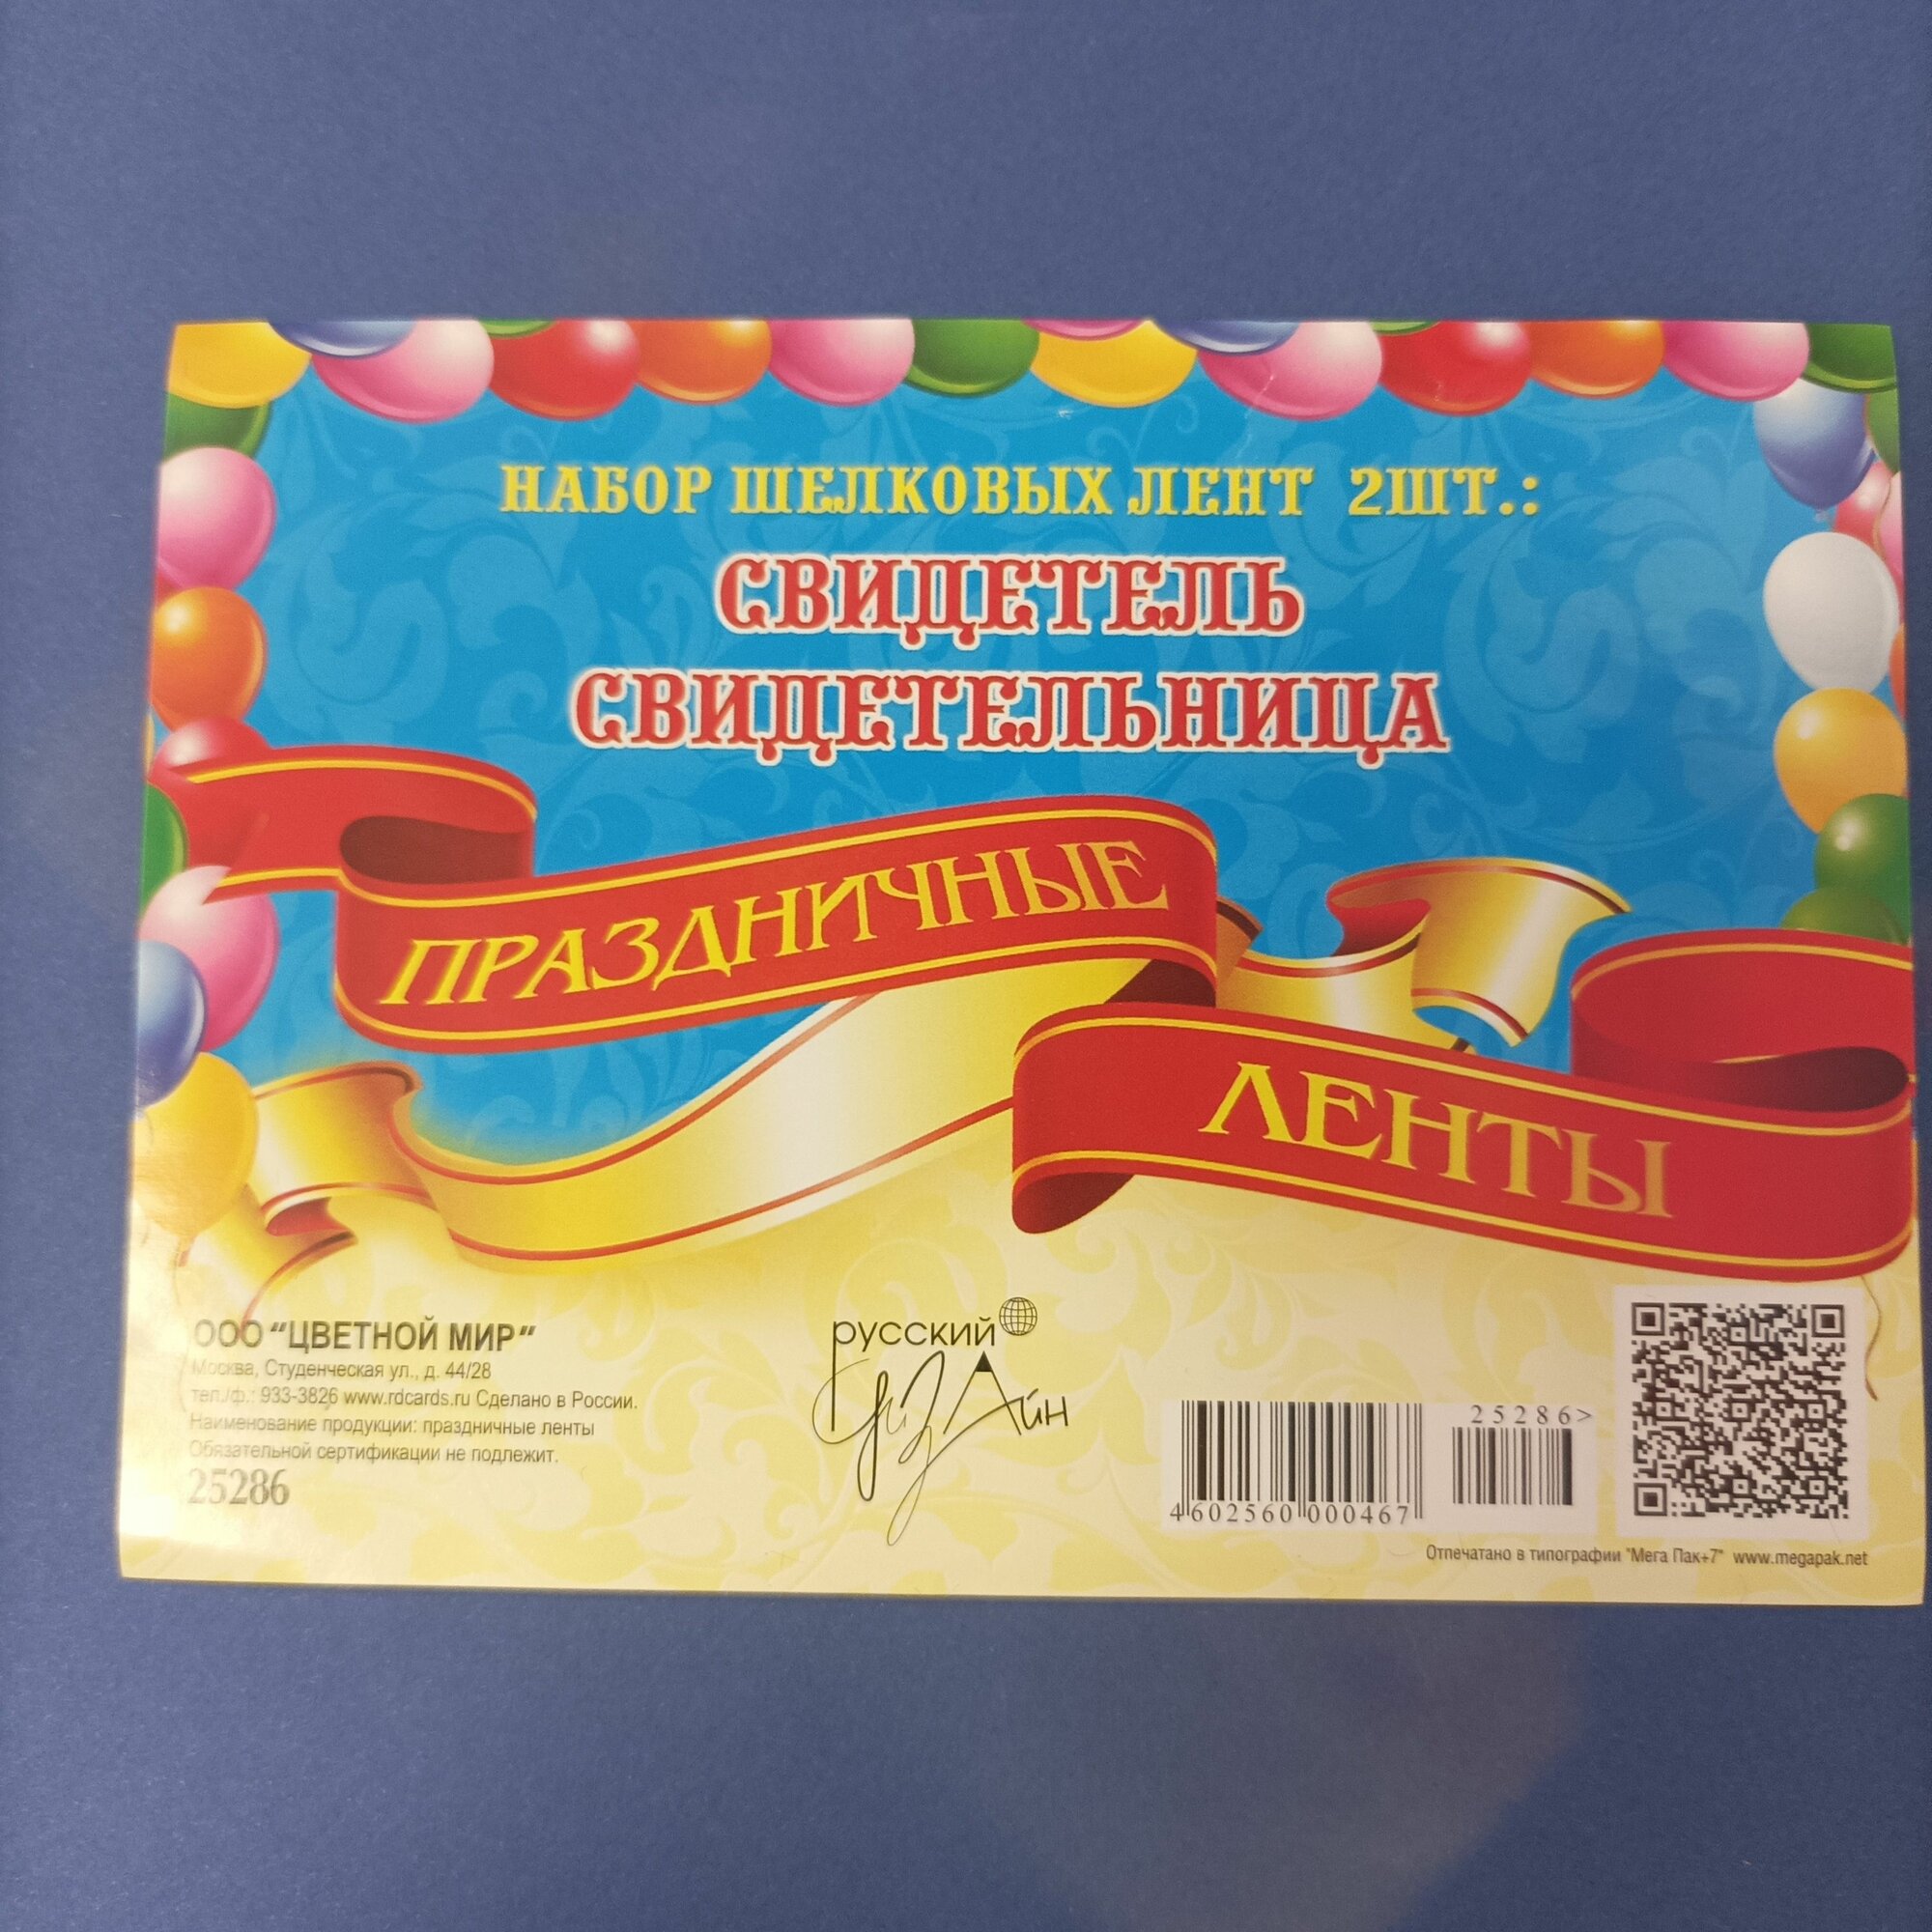 НАБОР ШЕЛКОВЫХ ЛЕНТ 2ШТ.:
СВИДЕТЕЛЬ
СВИДЕТЕЛЬНИЦА
ПРАЗДНИЧНЫЕ
ЛЕНТЫ
ООО "ЦВЕТНОЙ МИР"
Москва, Студенческая ул., д. 44/28
тел./ф.: 933-3826 www.rdcards.ru Сделано в России.
Наименование продукции: праздничные ленты
Обязательной сертификации не подлежит.
25286
русский
дизАйн
25286>
4 602560 000467
Отпечатано в типографии "Мега Пак+7" www.megapak.net